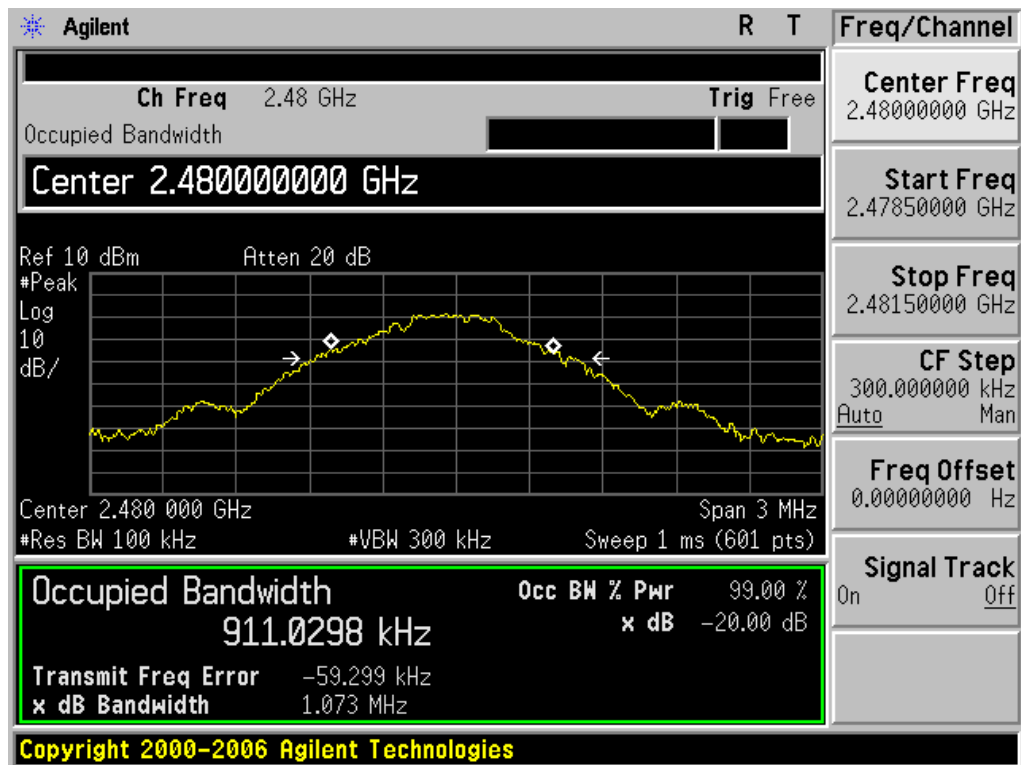 Agilent R T
Ch Freq 2.48 GHz Trig Free
Occupied Bandwidth
Center 2.480000000 GHz
Ref 10 dBm Atten 20 dB
#Peak
Log
10
dB/
Center 2.480 000 GHz Span 3 MHz
#Res BW 100 kHz #VBW 300 kHz Sweep 1 ms (601 pts)
Occupied Bandwidth
911.0298 kHz
Occ BW % Pwr 99.00 %
x dB -20.00 dB
Transmit Freq Error -59.299 kHz
x dB Bandwidth 1.073 MHz
Copyright 2000-2006 Agilent Technologies
Freq/Channel
Center Freq
2.48000000 GHz
Start Freq
2.47850000 GHz
Stop Freq
2.48150000 GHz
CF Step
300.000000 kHz
Auto Man
Freq Offset
0.00000000 Hz
Signal Track
On Off